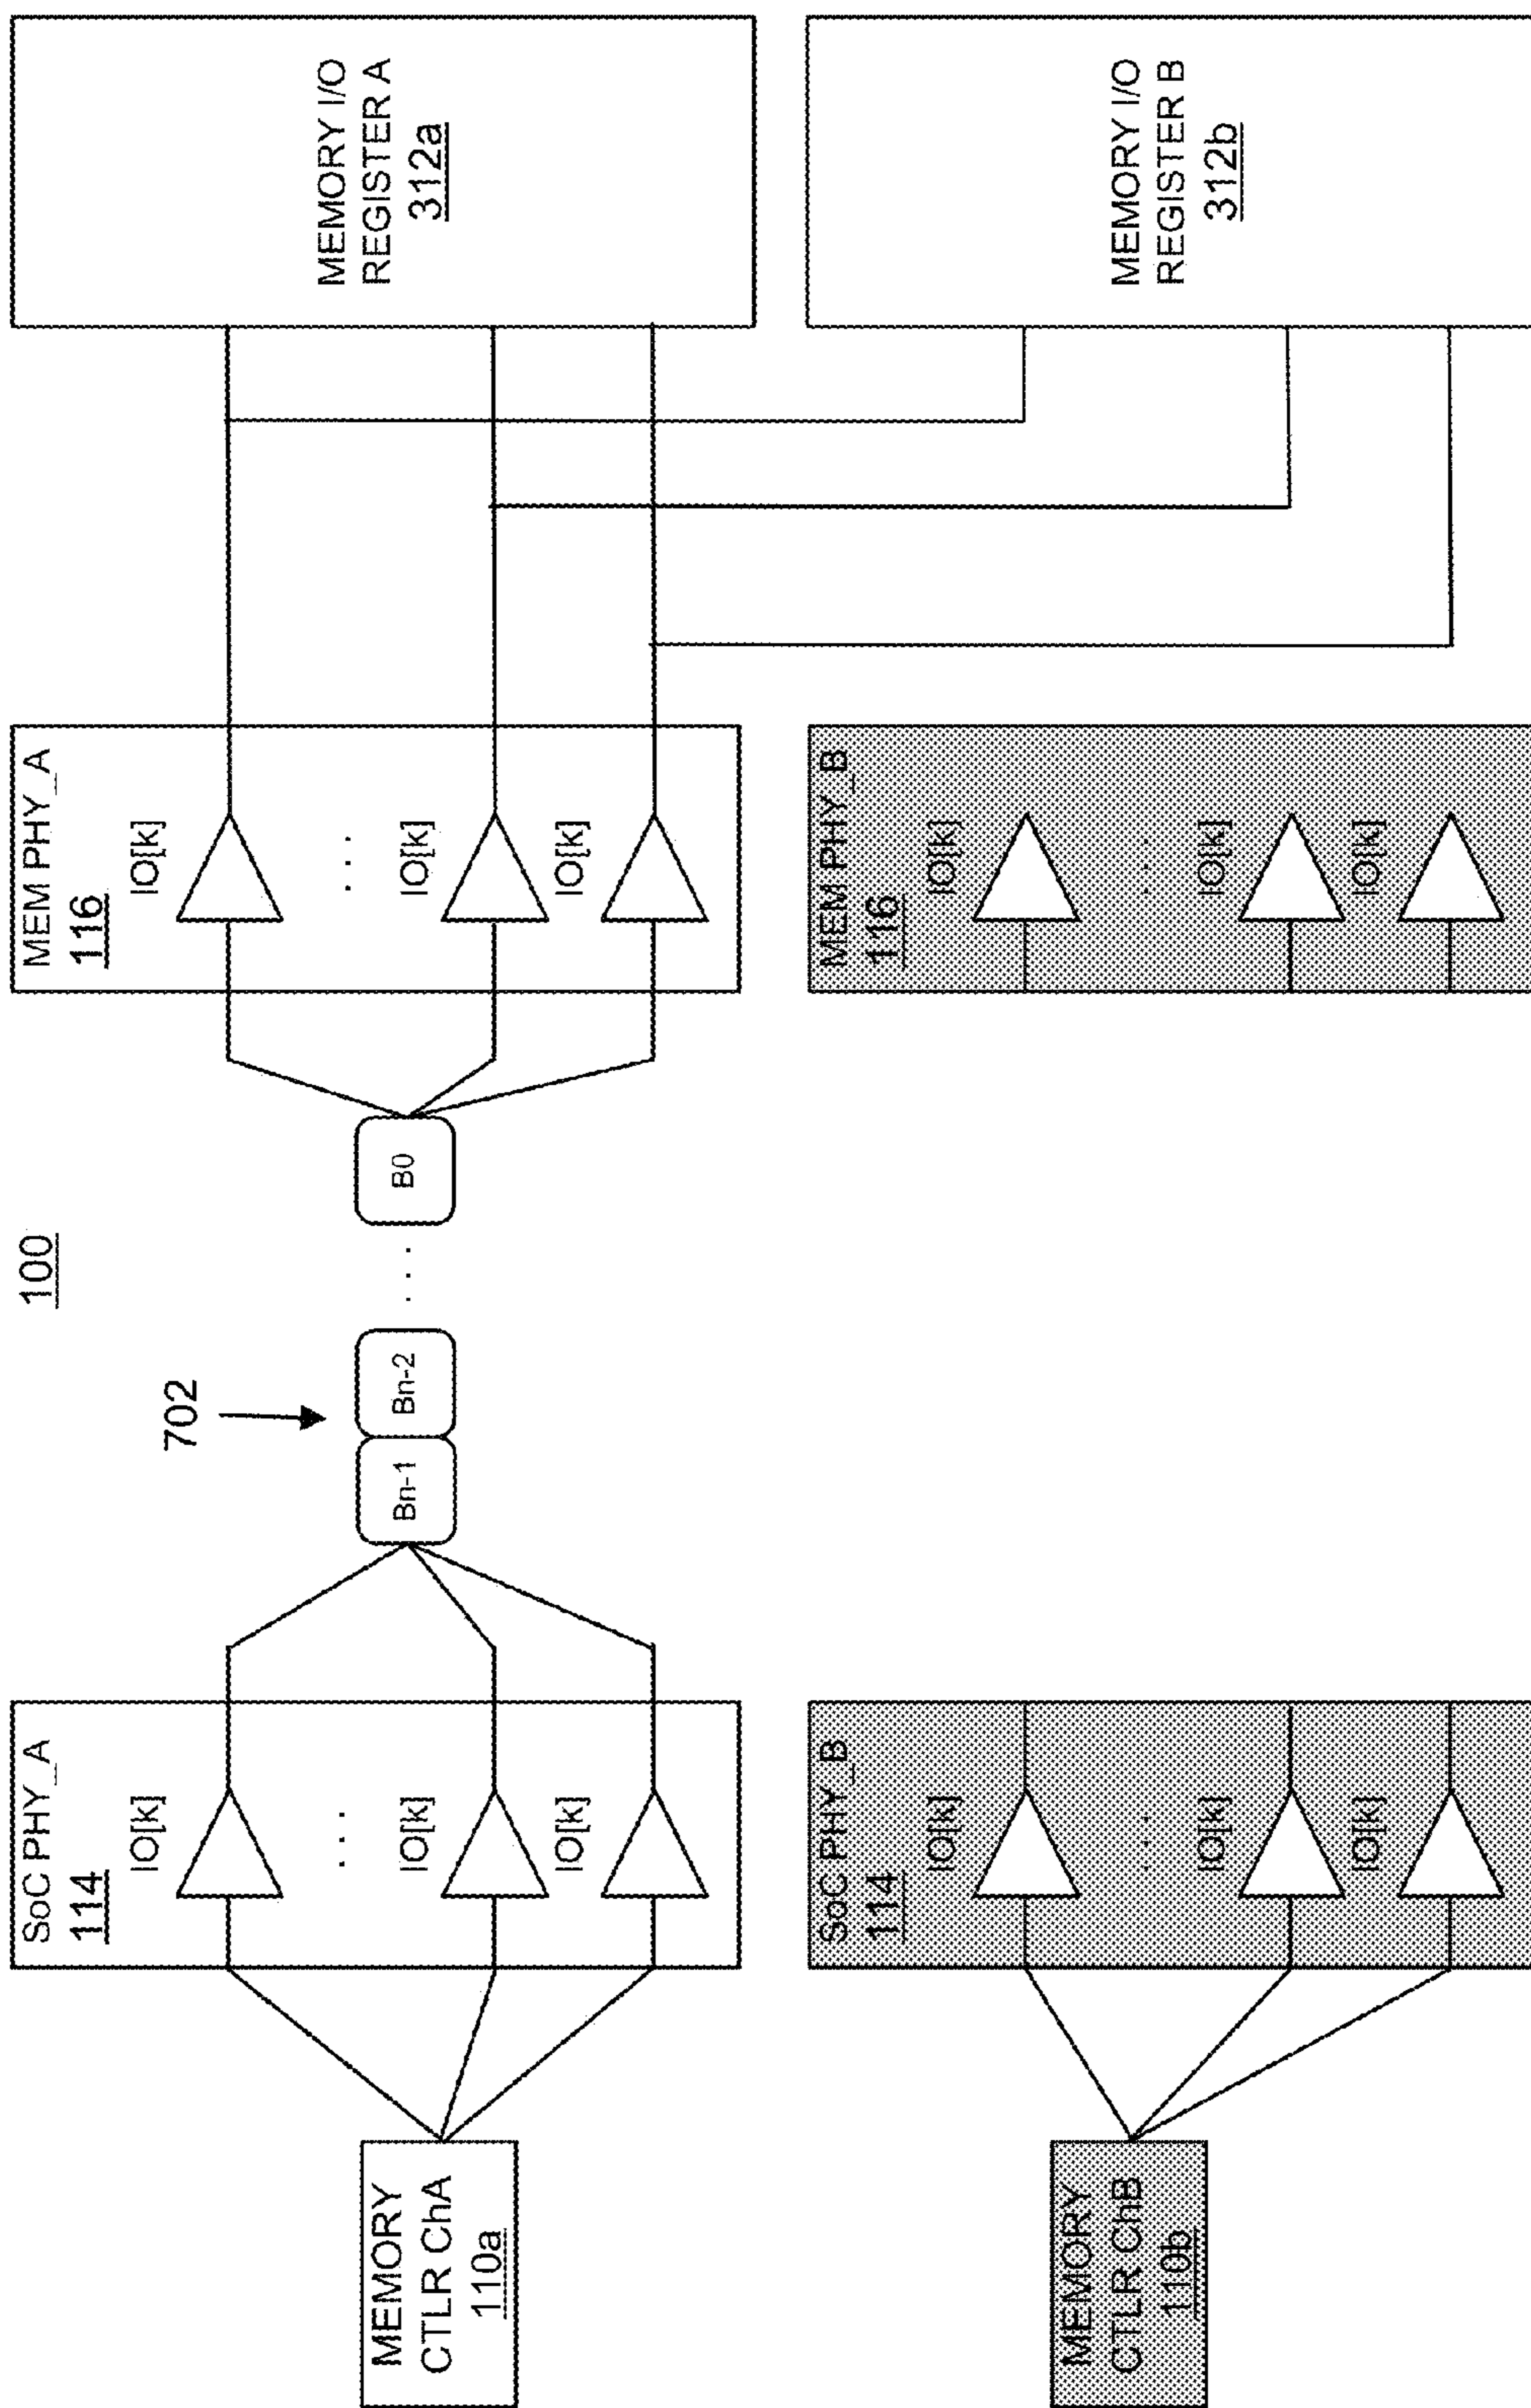 100
MEMORY
CTLR ChA
110a
SoC PHY_A
114
IO[k]
. . .
IO[k]
IO[k]
702
Bn-1
Bn-2
. . .
B0
MEM PHY_A
116
IO[k]
. . .
IO[k]
IO[k]
MEMORY I/O
REGISTER A
312a
MEMORY
CTLR ChB
110b
SoC PHY_B
114
IO[k]
. . .
IO[k]
IO[k]
MEM PHY_B
116
IO[k]
. . .
IO[k]
IO[k]
MEMORY I/O
REGISTER B
312b